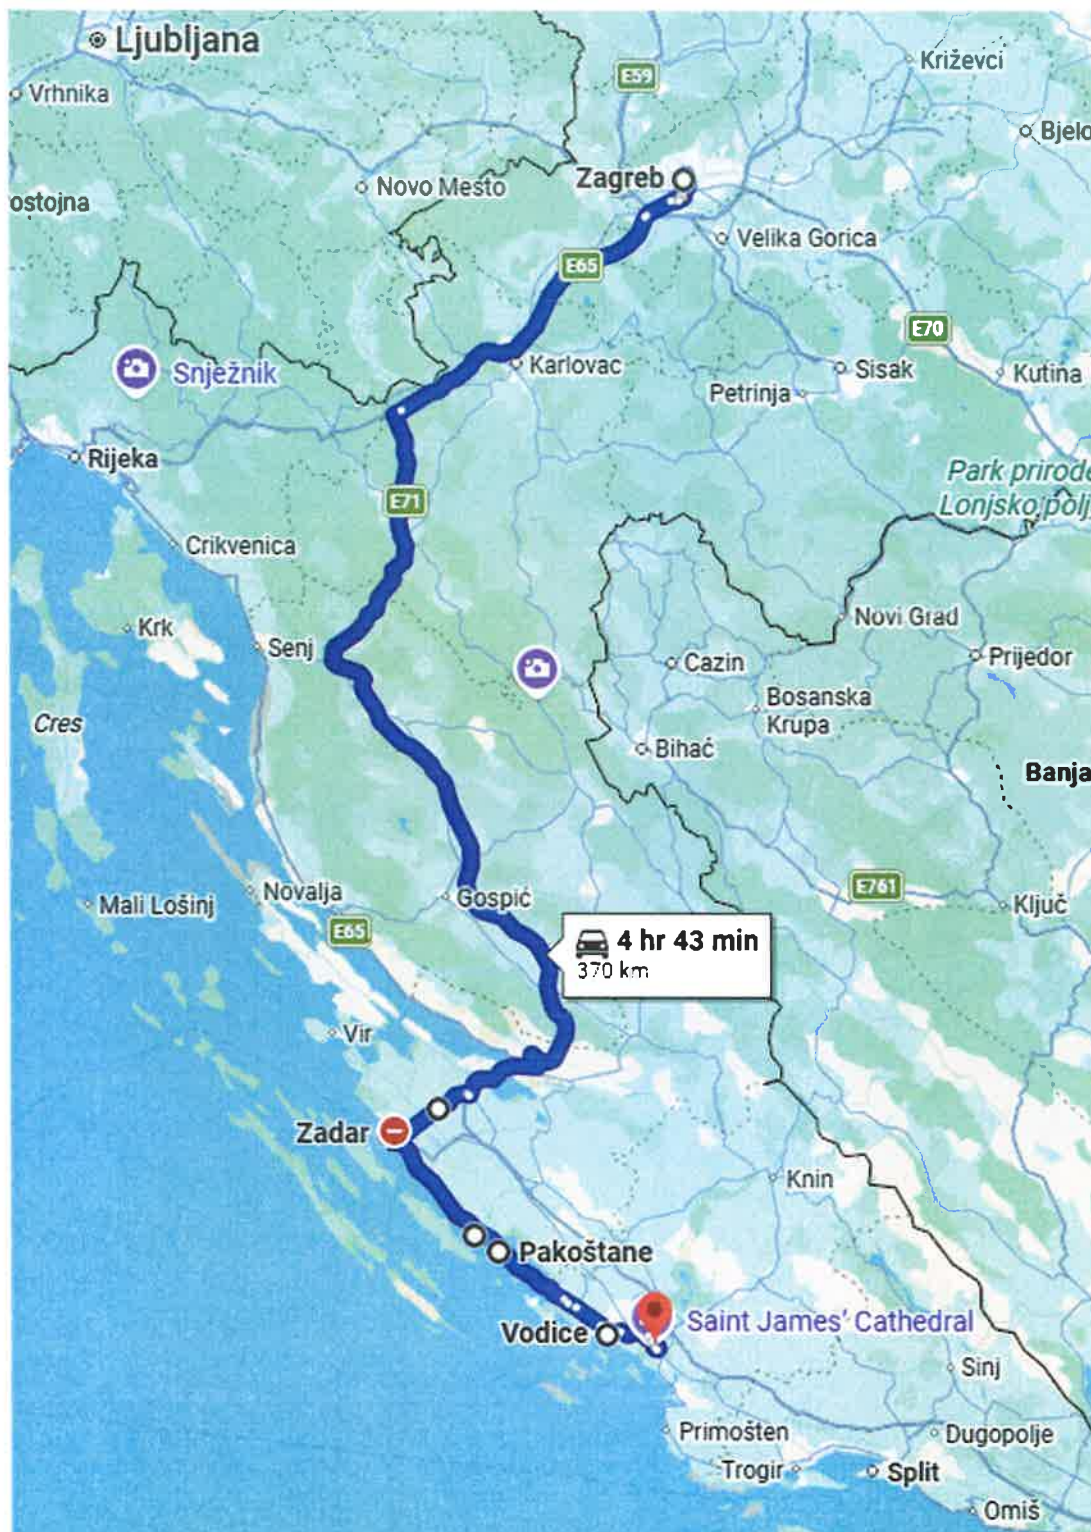 Ljubljana
Križevci
E59
Vrhnika
Bjelo
Zagreb
Novo Mesto
ostojna
Velika Gorica
E65
E70
Snježnik
Karlovac
Sisak
Kutina
Petrinja
Rijeka
Park prirode
Lonjsko polj
E71
Crikvenica
Novi Grad
Krk
Senj
Cazin
Prijedor
Bosanska
Krupa
Cres
Bihać
Banja
E761
Novalja
Gospić
Mali Lošinj
Ključ
E65
4 hr 43 min
370 km
Vir
Zadar
Knin
Pakoštane
Saint James' Cathedral
Vodice
Sinj
Primošten
Dugopolje
Trogir
Split
Omiš